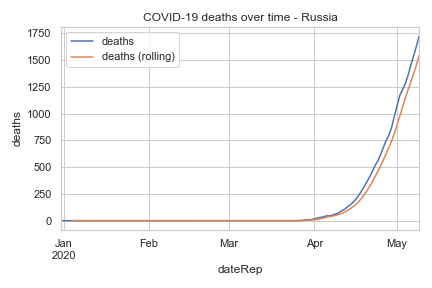 COVID-19 deaths over time - Russia
deaths
deaths (rolling)
1750
1500
1250
1000
750
500
250
0
deaths
Jan
2020
Feb
Mar
Apr
May
dateRep